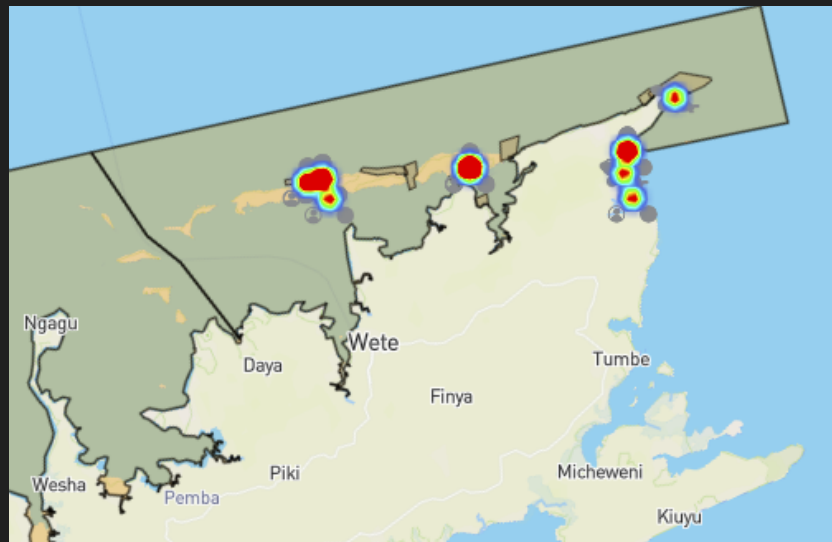 Ngagu
Wete
Daya
Tumbe
Finya
Micheweni
Piki
Wesha
Pemba
Kiuyu